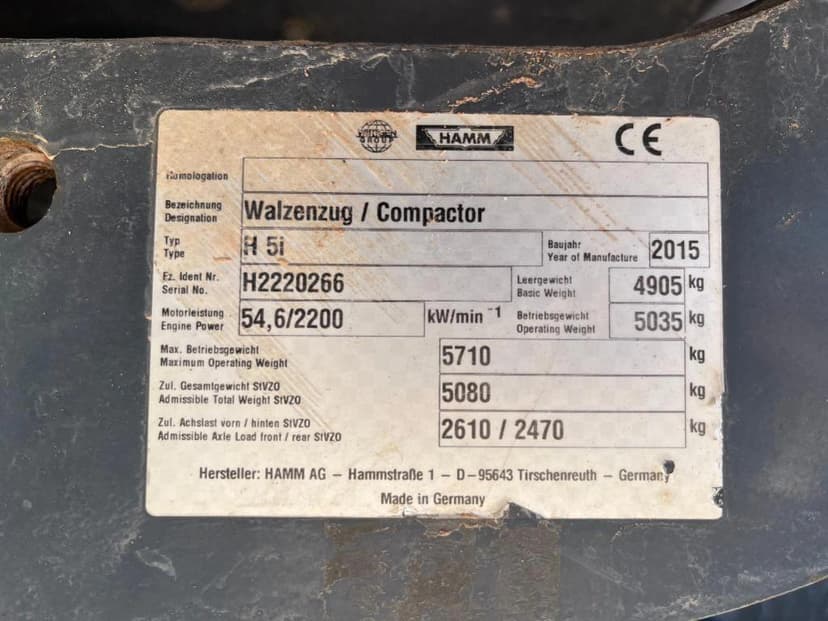 WIRTGEN GROUP HAMM CE
Homologation
Bezeichnung
Designation
Walzenzug / Compactor
Typ
Type
H 5i
Baujahr
Year of Manufacture
2015
Fz. Ident Nr.
Serial No.
H2220266
Leergewicht
Basic Weight
4905 kg
Motorleistung
Engine Power
54,6/2200 kW/min -1
Betriebsgewicht
Operating Weight
5035 kg
Max. Betriebsgewicht
Maximum Operating Weight
5710 kg
Zul. Gesamtgewicht StVZO
Admissible Total Weight StVZO
5080 kg
Zul. Achslast vorn / hinten StVZO
Admissible Axle Load front / rear StVZO
2610 / 2470 kg
Hersteller: HAMM AG – Hammstraße 1 – D-95643 Tirschenreuth – Germany
Made in Germany